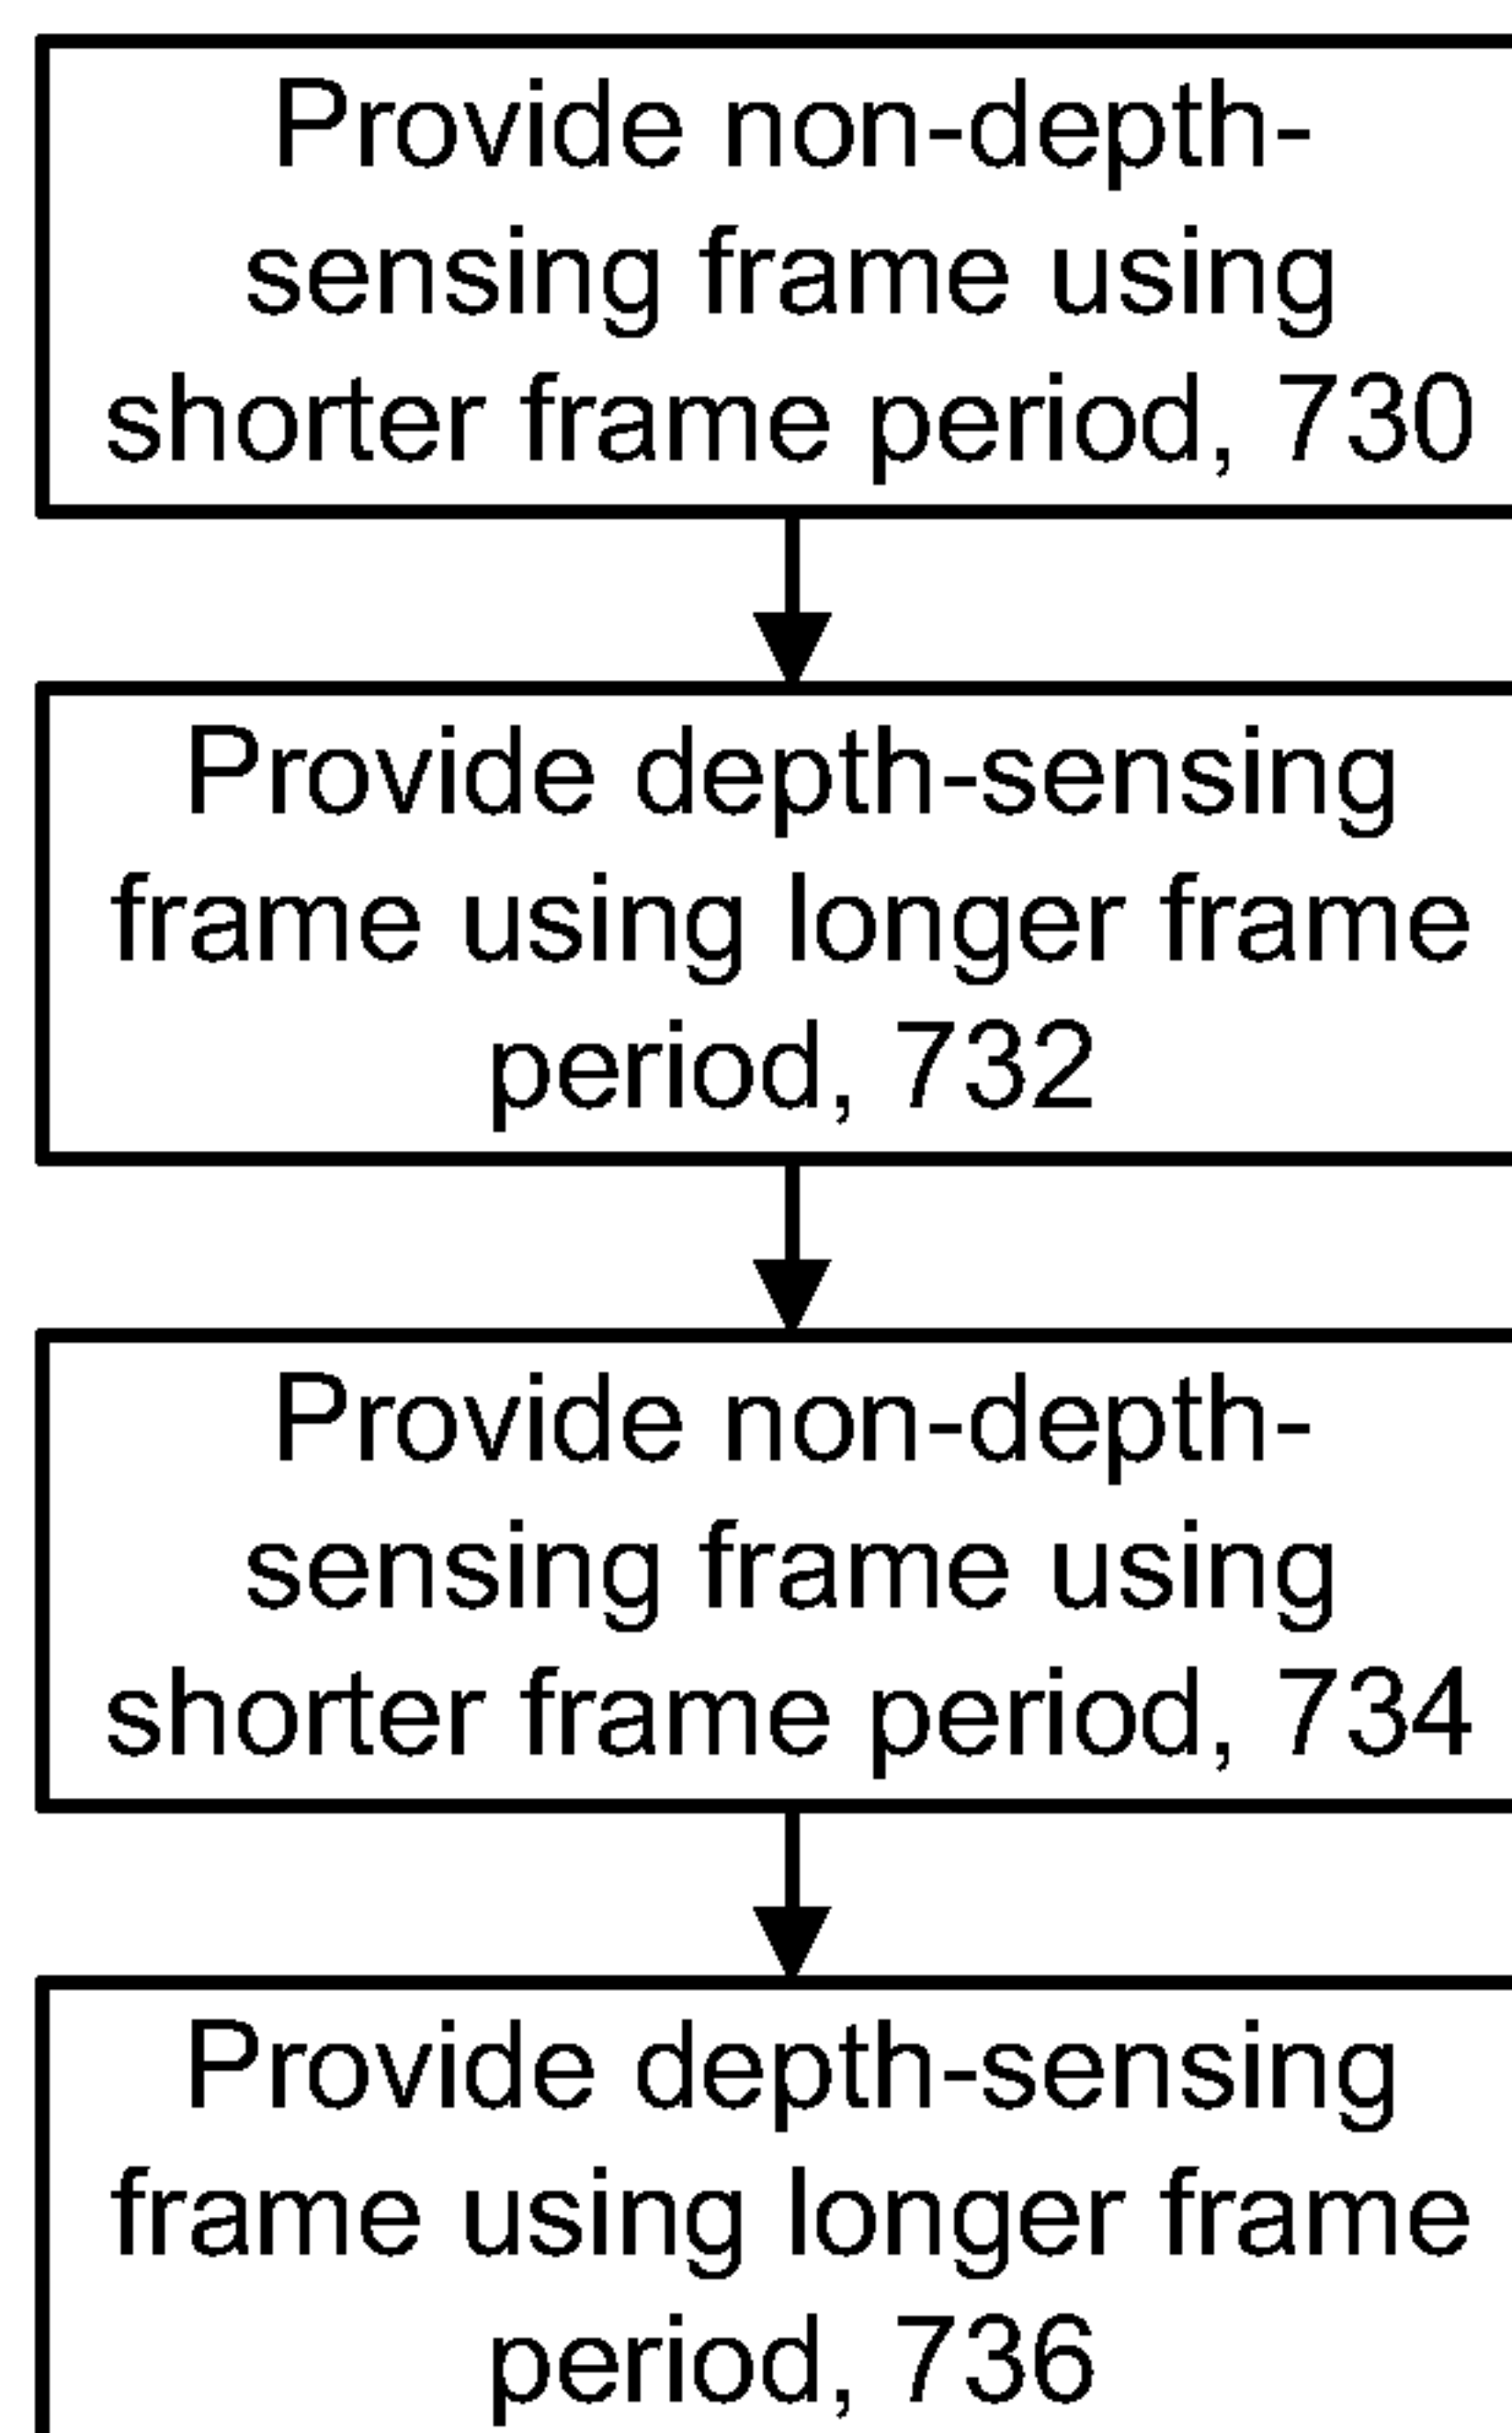 Provide non-depth-
sensing frame using
shorter frame period, 730
Provide depth-sensing
frame using longer frame
period, 732
Provide non-depth-
sensing frame using
shorter frame period, 734
Provide depth-sensing
frame using longer frame
period, 736